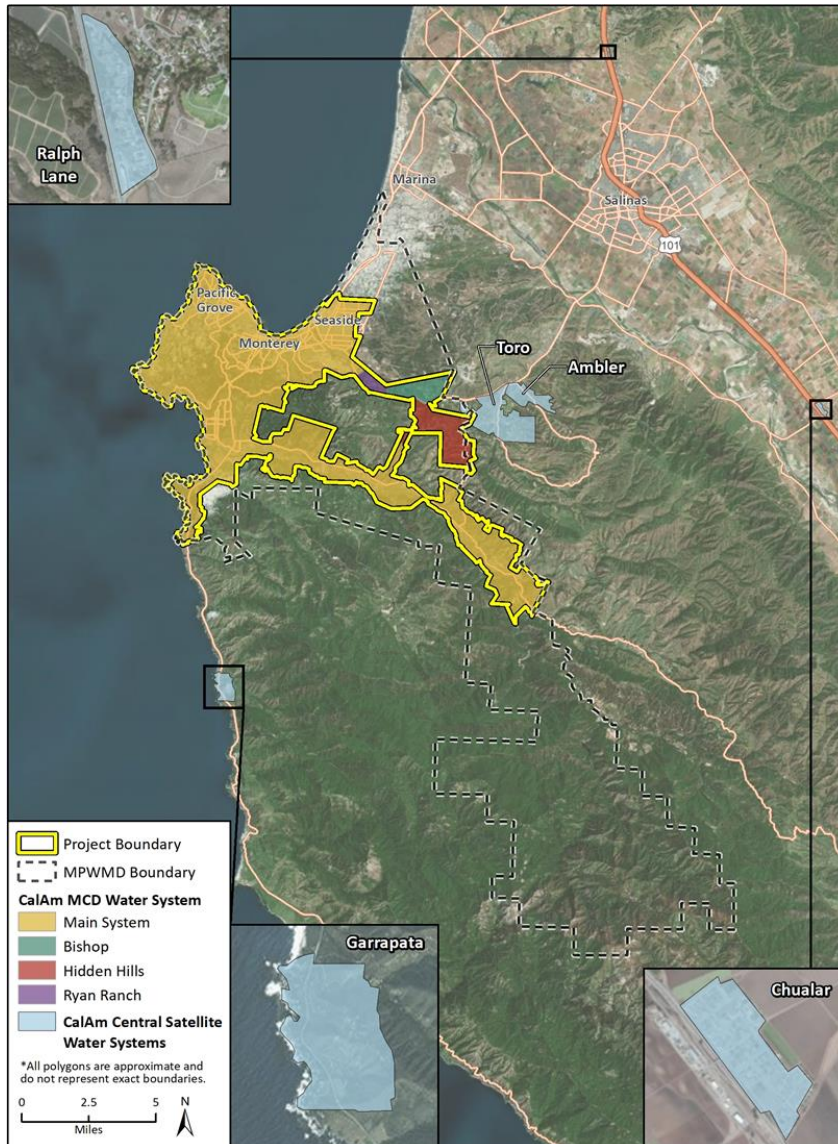 Ralph
Lane
Marina
Salinas
101
Pacific
Grove
Seaside
Monterey
Toro
Ambler
Project Boundary
MPWMD Boundary
CalAm MCD Water System
Main System
Bishop
Hidden Hills
Ryan Ranch
CalAm Central Satellite
Water Systems
*All polygons are approximate and
do not represent exact boundaries.
0 2.5 5
Miles
N
Garrapata
Chualar